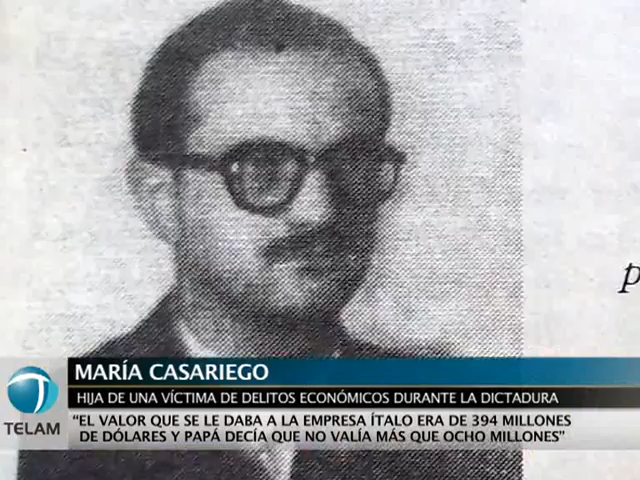 p
MARÍA CASARIEGO
HIJA DE UNA VÍCTIMA DE DELITOS ECONÓMICOS DURANTE LA DICTADURA
TELAM
“EL VALOR QUE SE LE DABA A LA EMPRESA ÍTALO ERA DE 394 MILLONES
DE DÓLARES Y PAPÁ DECÍA QUE NO VALÍA MÁS QUE OCHO MILLONES”